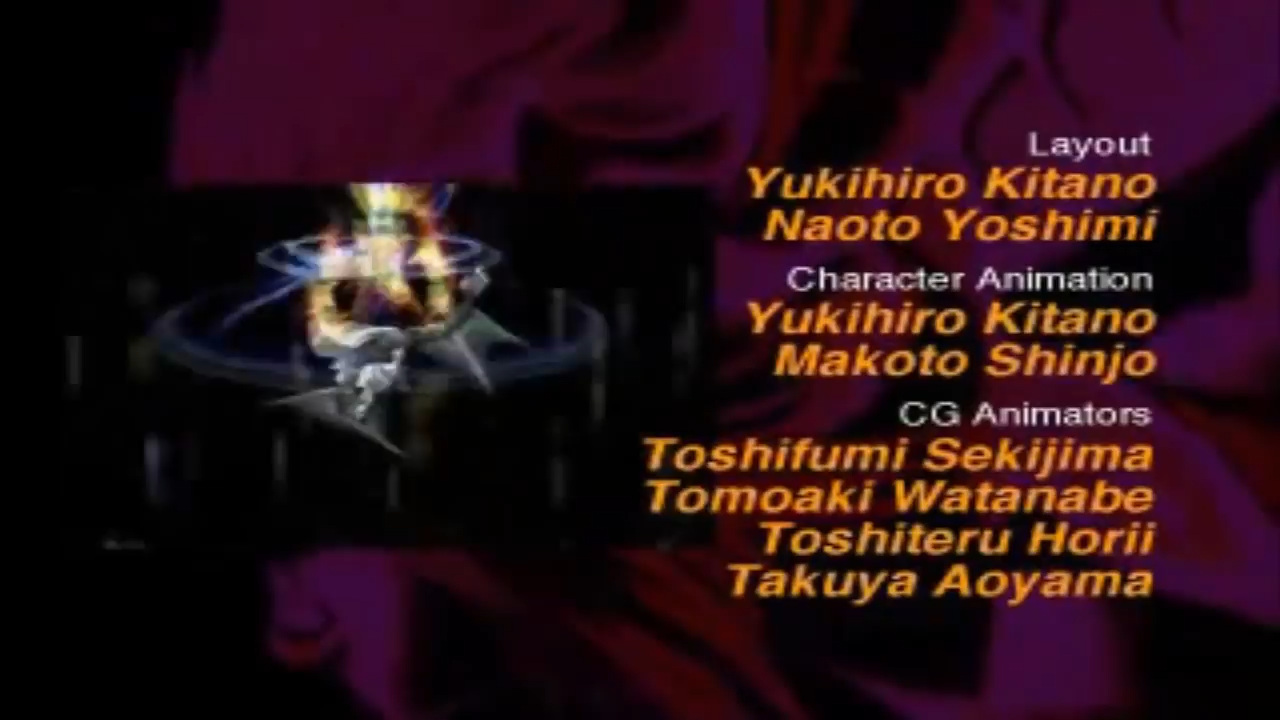 Layout
Yukihiro Kitano
Naoto Yoshimi
Character Animation
Yukihiro Kitano
Makoto Shinjo
CG Animators
Toshifumi Sekijima
Tomoaki Watanabe
Toshiteru Horii
Takuya Aoyama